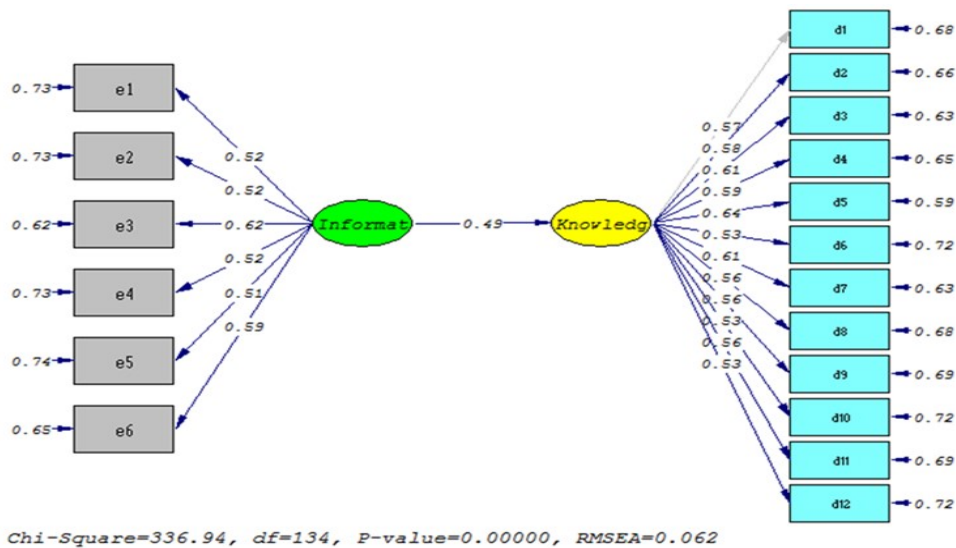 0.73 e1
0.73 e2
0.62 e3
0.73 e4
0.74 e5
0.65 e6
0.52
0.52
0.62
0.52
0.51
0.59
Informat
0.49
Knowledg
0.57
0.58
0.61
0.59
0.64
0.53
0.61
0.56
0.56
0.53
0.56
0.53
d1 0.68
d2 0.66
d3 0.63
d4 0.65
d5 0.59
d6 0.72
d7 0.63
d8 0.68
d9 0.69
d10 0.72
d11 0.69
d12 0.72
Chi-Square=336.94, df=134, P-value=0.00000, RMSEA=0.062